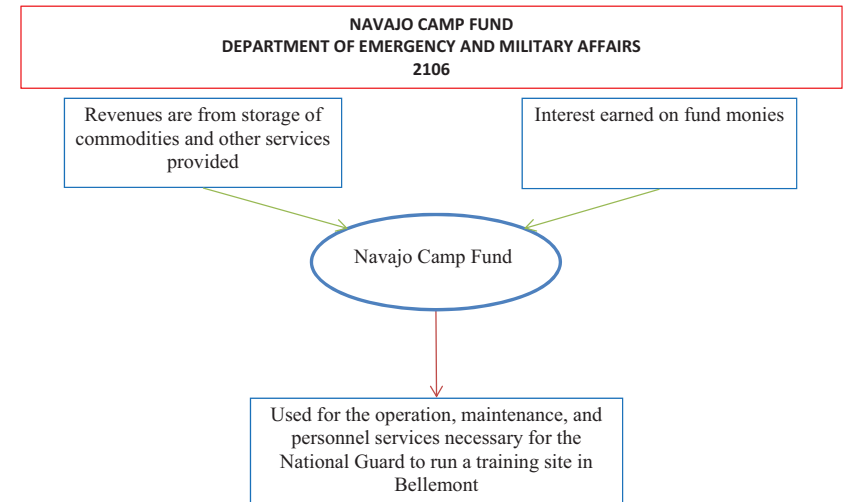 NAVAJO CAMP FUND
DEPARTMENT OF EMERGENCY AND MILITARY AFFAIRS
2106
Revenues are from storage of
commodities and other services
provided
Interest earned on fund monies
Navajo Camp Fund
Used for the operation, maintenance, and
personnel services necessary for the
National Guard to run a training site in
Bellemont